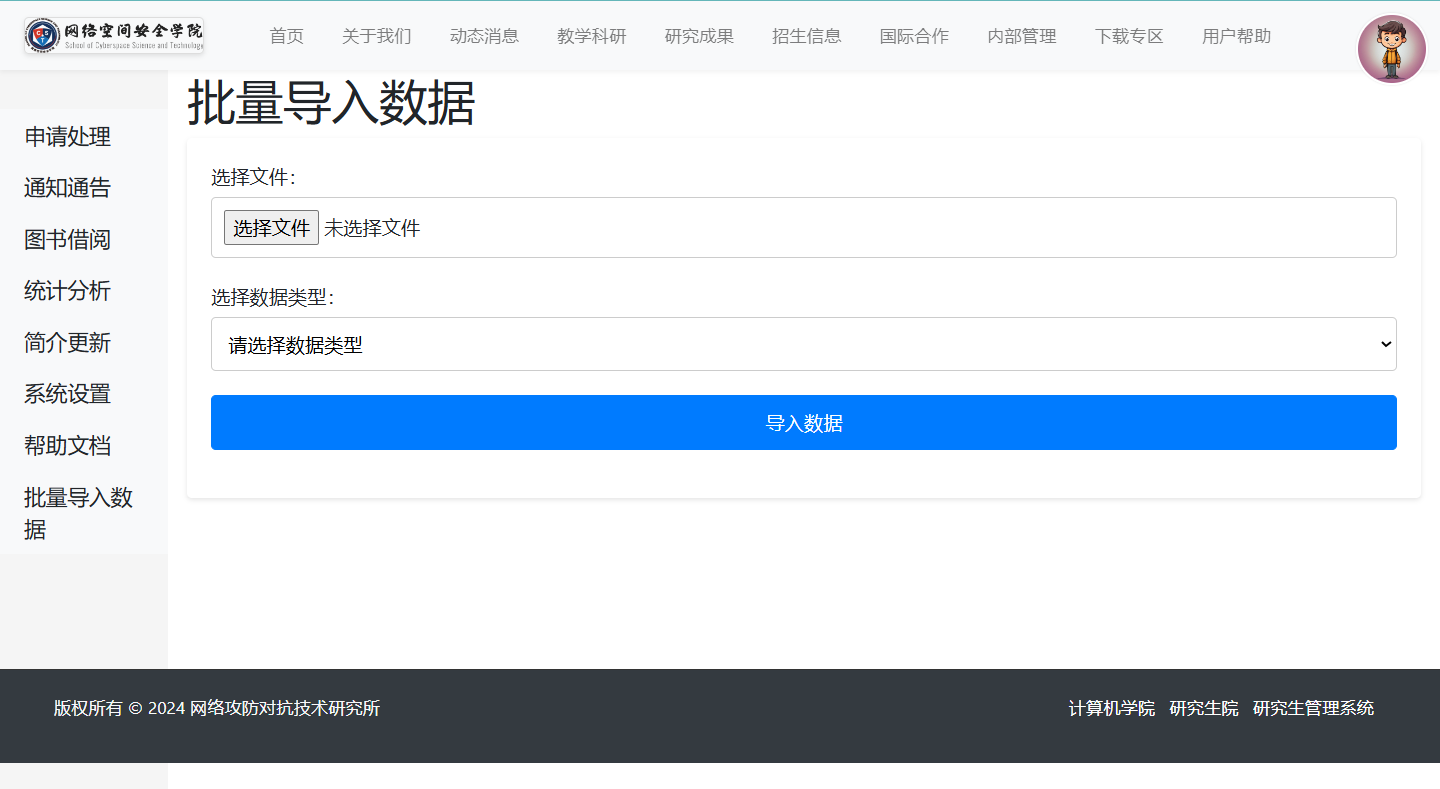 网络空间安全学院
School of Cyberspace Science and Technology
首页 关于我们 动态消息 教学科研 研究成果 招生信息 国际合作 内部管理 下载专区 用户帮助
申请处理
通知通告
图书借阅
统计分析
简介更新
系统设置
帮助文档
批量导入数
据
批量导入数据
选择文件:
选择文件 未选择文件
选择数据类型:
请选择数据类型
导入数据
版权所有 © 2024 网络攻防对抗技术研究所
计算机学院 研究生院 研究生管理系统